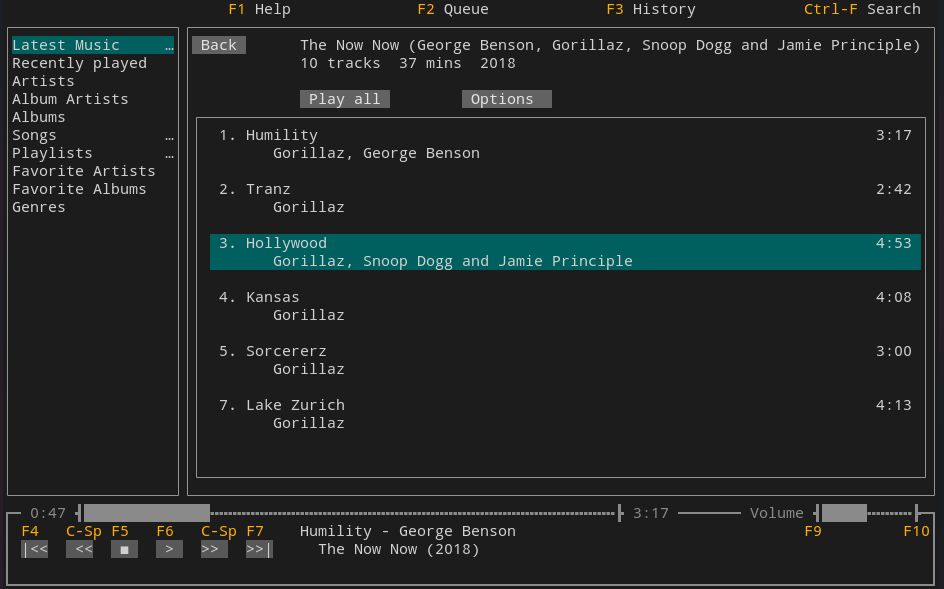 F1 Help F2 Queue F3 History Ctrl-F Search
Latest Music …
Recently played
Artists
Album Artists
Albums
Songs …
Playlists …
Favorite Artists
Favorite Albums
Genres
Back The Now Now (George Benson, Gorillaz, Snoop Dogg and Jamie Principle)
10 tracks 37 mins 2018
Play all Options
1. Humility 3:17
Gorillaz, George Benson
2. Tranz 2:42
Gorillaz
3. Hollywood 4:53
Gorillaz, Snoop Dogg and Jamie Principle
4. Kansas 4:08
Gorillaz
5. Sorcererz 3:00
Gorillaz
7. Lake Zurich 4:13
Gorillaz
0:47 3:17 Volume
F4 C-Sp F5 F6 C-Sp F7 Humility - George Benson F9 F10
|<< << ■ > >> >>| The Now Now (2018)